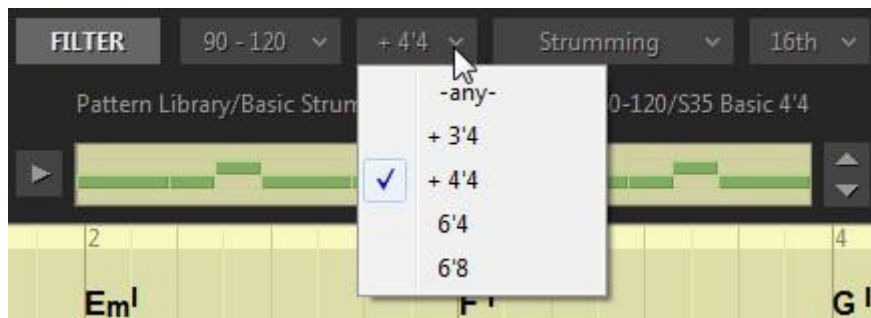 FILTER 90 - 120 + 4'4 Strumming 16th
-any-
Pattern Library/Basic Strum 0-120/S35 Basic 4'4
+ 3'4
+ 4'4
6'4
6'8
2 4
Em G